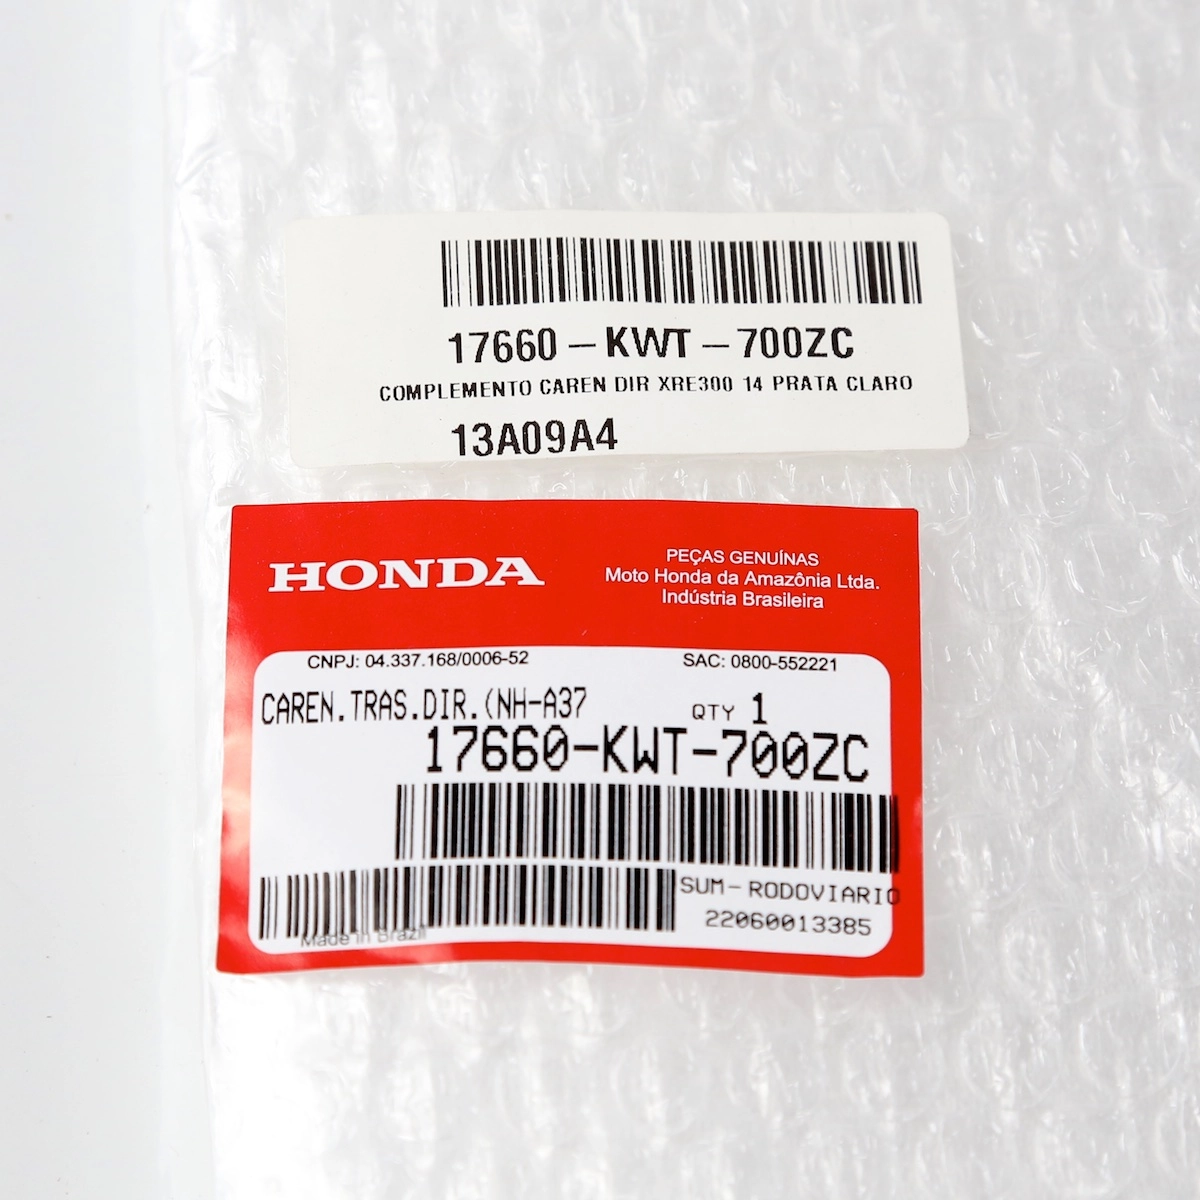 17660-KWT-700ZC
COMPLEMENTO CAREN DIR XRE300 14 PRATA CLARO
13A09A4
HONDA
PEÇAS GENUÍNAS
Moto Honda da Amazônia Ltda.
Indústria Brasileira
CNPJ: 04.337.168/0006-52
SAC: 0800-552221
CAREN.TRAS.DIR.(NH-A37
QTY 1
17660-KWT-700ZC
SUM-RODOVIARIO
22060013385
Made in Brazil